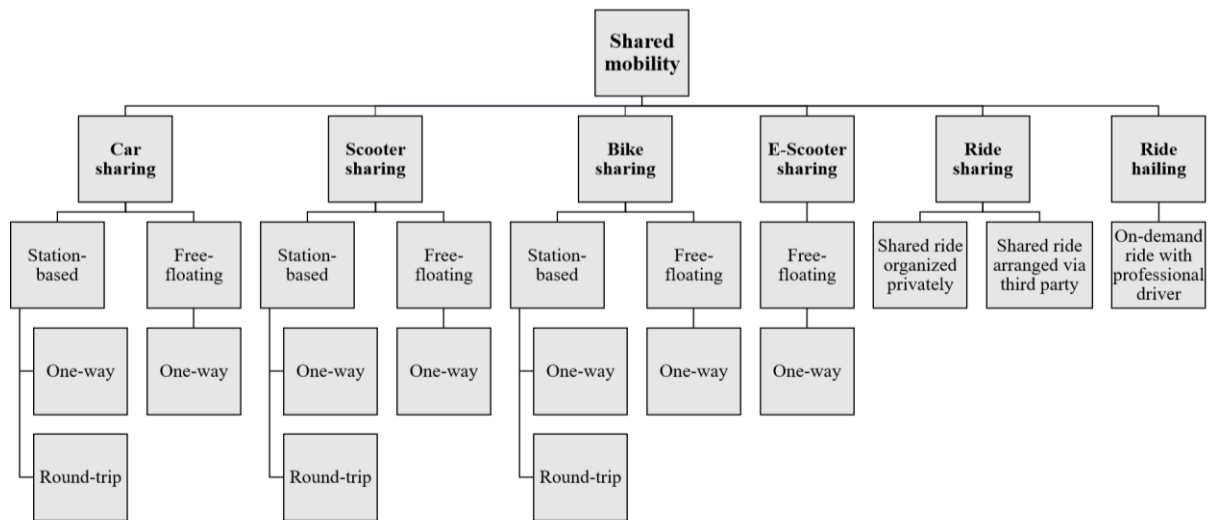 Shared
mobility
Car
sharing
Scooter
sharing
Bike
sharing
E-Scooter
sharing
Ride
sharing
Ride
hailing
Station-
based
Free-
floating
Station-
based
Free-
floating
Station-
based
Free-
floating
Free-
floating
Shared ride
organized
privately
Shared ride
arranged via
third party
On-demand
ride with
professional
driver
One-way
One-way
One-way
One-way
One-way
One-way
One-way
Round-trip
Round-trip
Round-trip